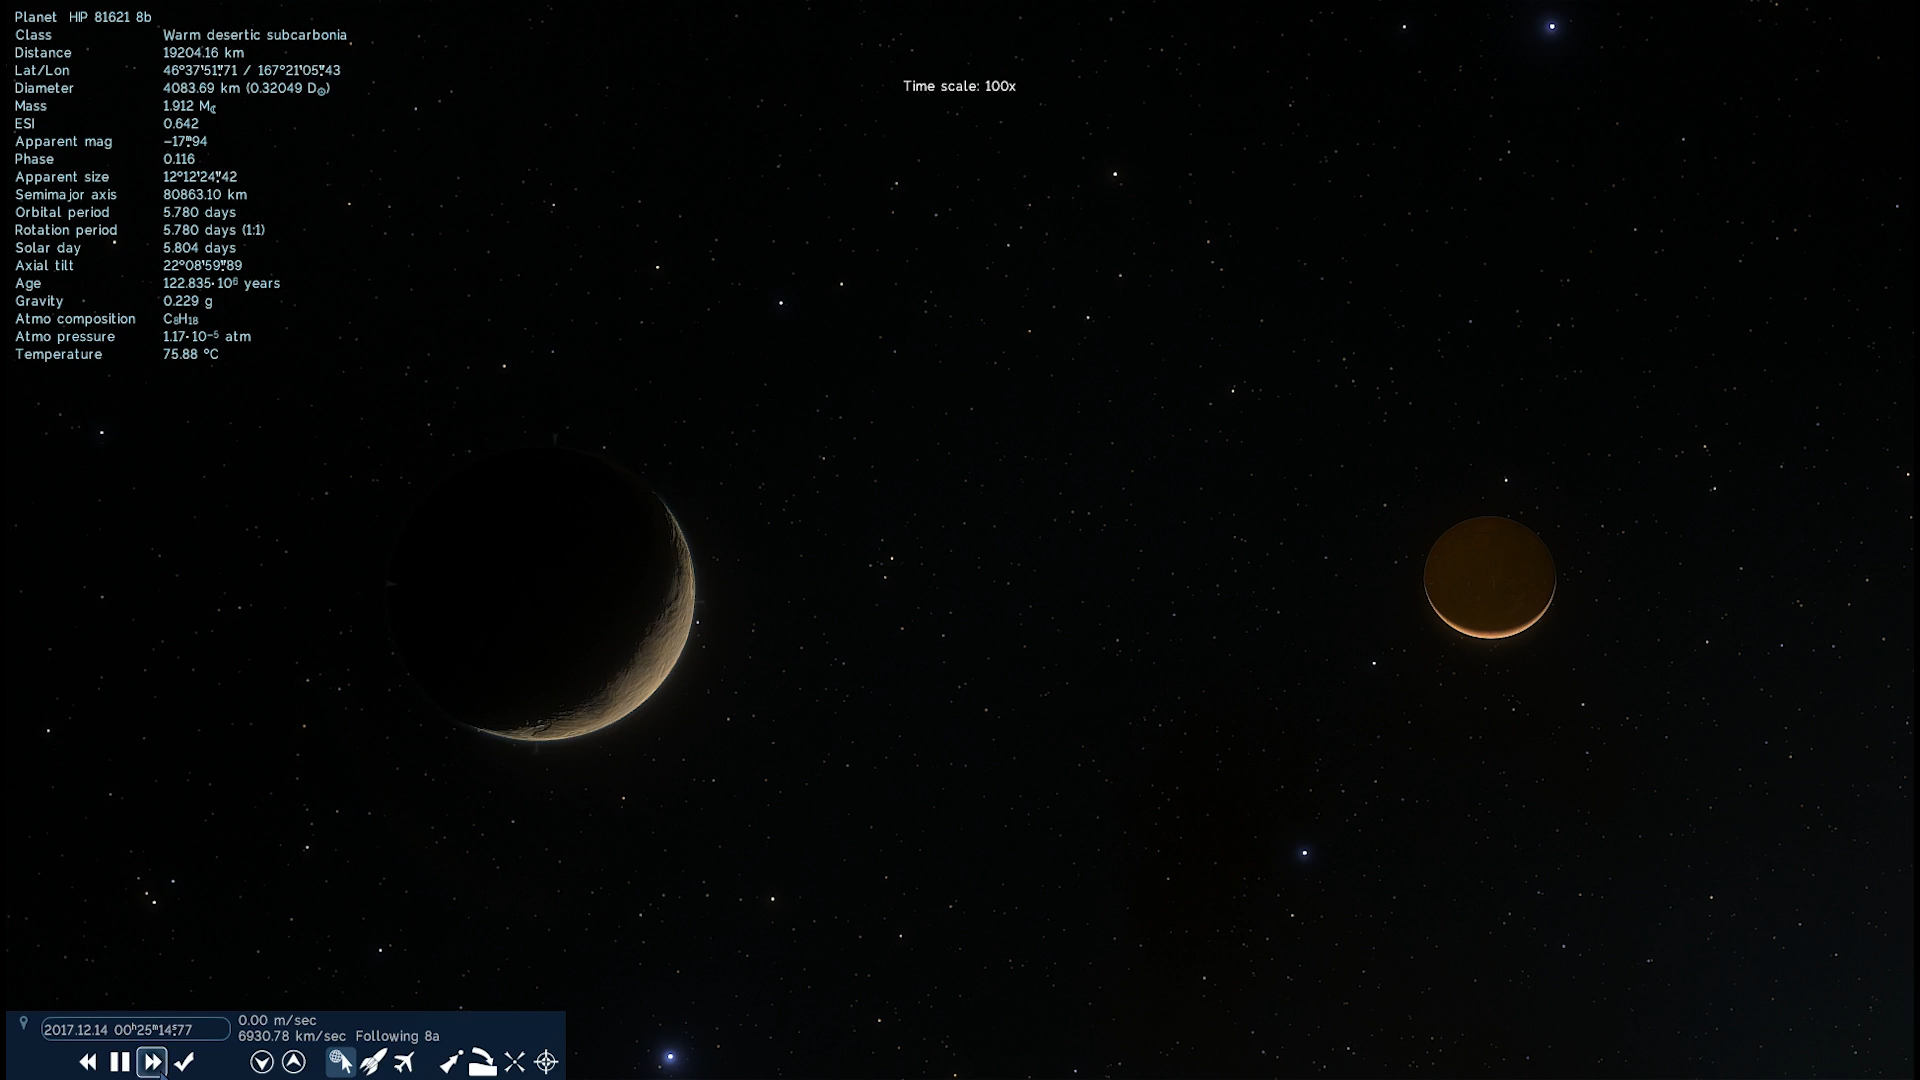 Planet HIP 81621 8b
Class Warm desertic subcarbonia
Distance 19204.16 km
Lat/Lon 46°37'51"71 / 167°21'05"43
Diameter 4083.69 km (0.32049 D⊕)
Mass 1.912 M☾
ESI 0.642
Apparent mag −17ᵐ94
Phase 0.116
Apparent size 12°12'24"42
Semimajor axis 80863.10 km
Orbital period 5.780 days
Rotation period 5.780 days (1:1)
Solar day 5.804 days
Axial tilt 22°08'59"89
Age 122.835·10⁶ years
Gravity 0.229 g
Atmo composition C₈H₁₈
Atmo pressure 1.17·10⁻⁵ atm
Temperature 75.88 °C
Time scale: 100x
2017.12.14 00ʰ25ᵐ14ˢ77
0.00 m/sec
6930.78 km/sec Following 8a